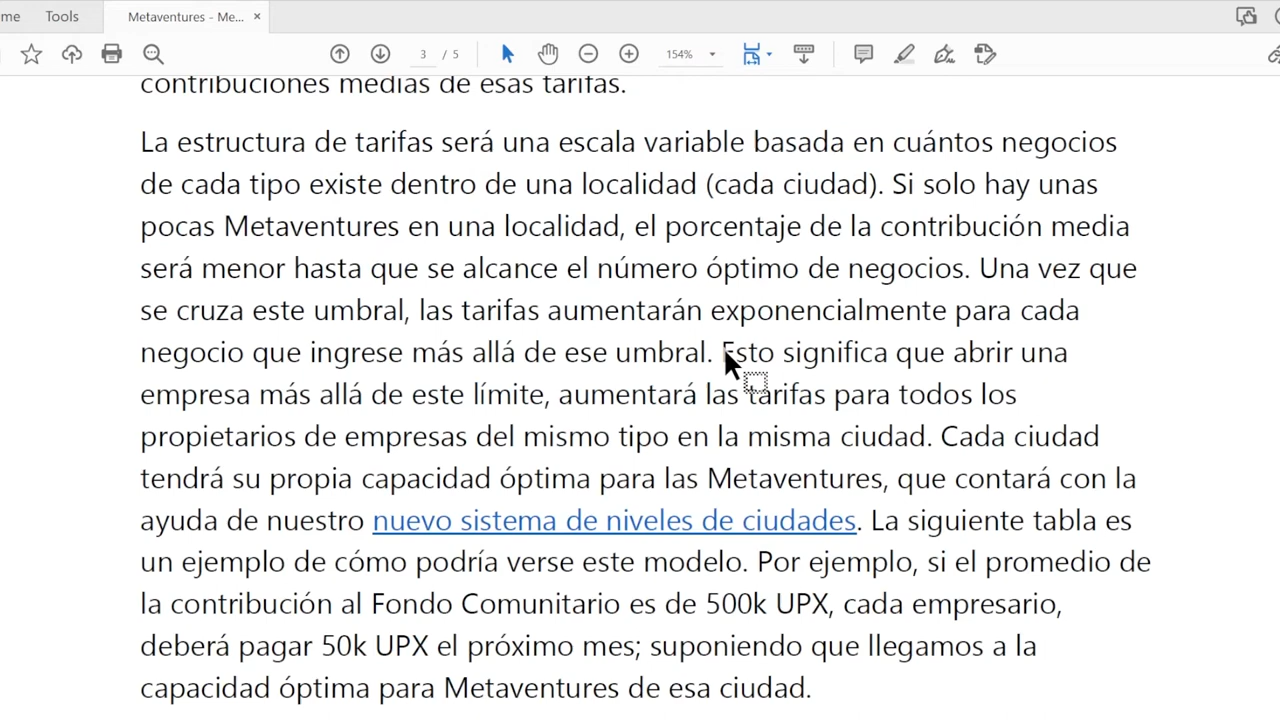 me Tools Metaventures - Me... ×
3 / 5 154%
contribuciones medias de esas tarifas.
La estructura de tarifas será una escala variable basada en cuántos negocios
de cada tipo existe dentro de una localidad (cada ciudad). Si solo hay unas
pocas Metaventures en una localidad, el porcentaje de la contribución media
será menor hasta que se alcance el número óptimo de negocios. Una vez que
se cruza este umbral, las tarifas aumentarán exponencialmente para cada
negocio que ingrese más allá de ese umbral. Esto significa que abrir una
empresa más allá de este límite, aumentará las tarifas para todos los
propietarios de empresas del mismo tipo en la misma ciudad. Cada ciudad
tendrá su propia capacidad óptima para las Metaventures, que contará con la
ayuda de nuestro nuevo sistema de niveles de ciudades. La siguiente tabla es
un ejemplo de cómo podría verse este modelo. Por ejemplo, si el promedio de
la contribución al Fondo Comunitario es de 500k UPX, cada empresario,
deberá pagar 50k UPX el próximo mes; suponiendo que llegamos a la
capacidad óptima para Metaventures de esa ciudad.